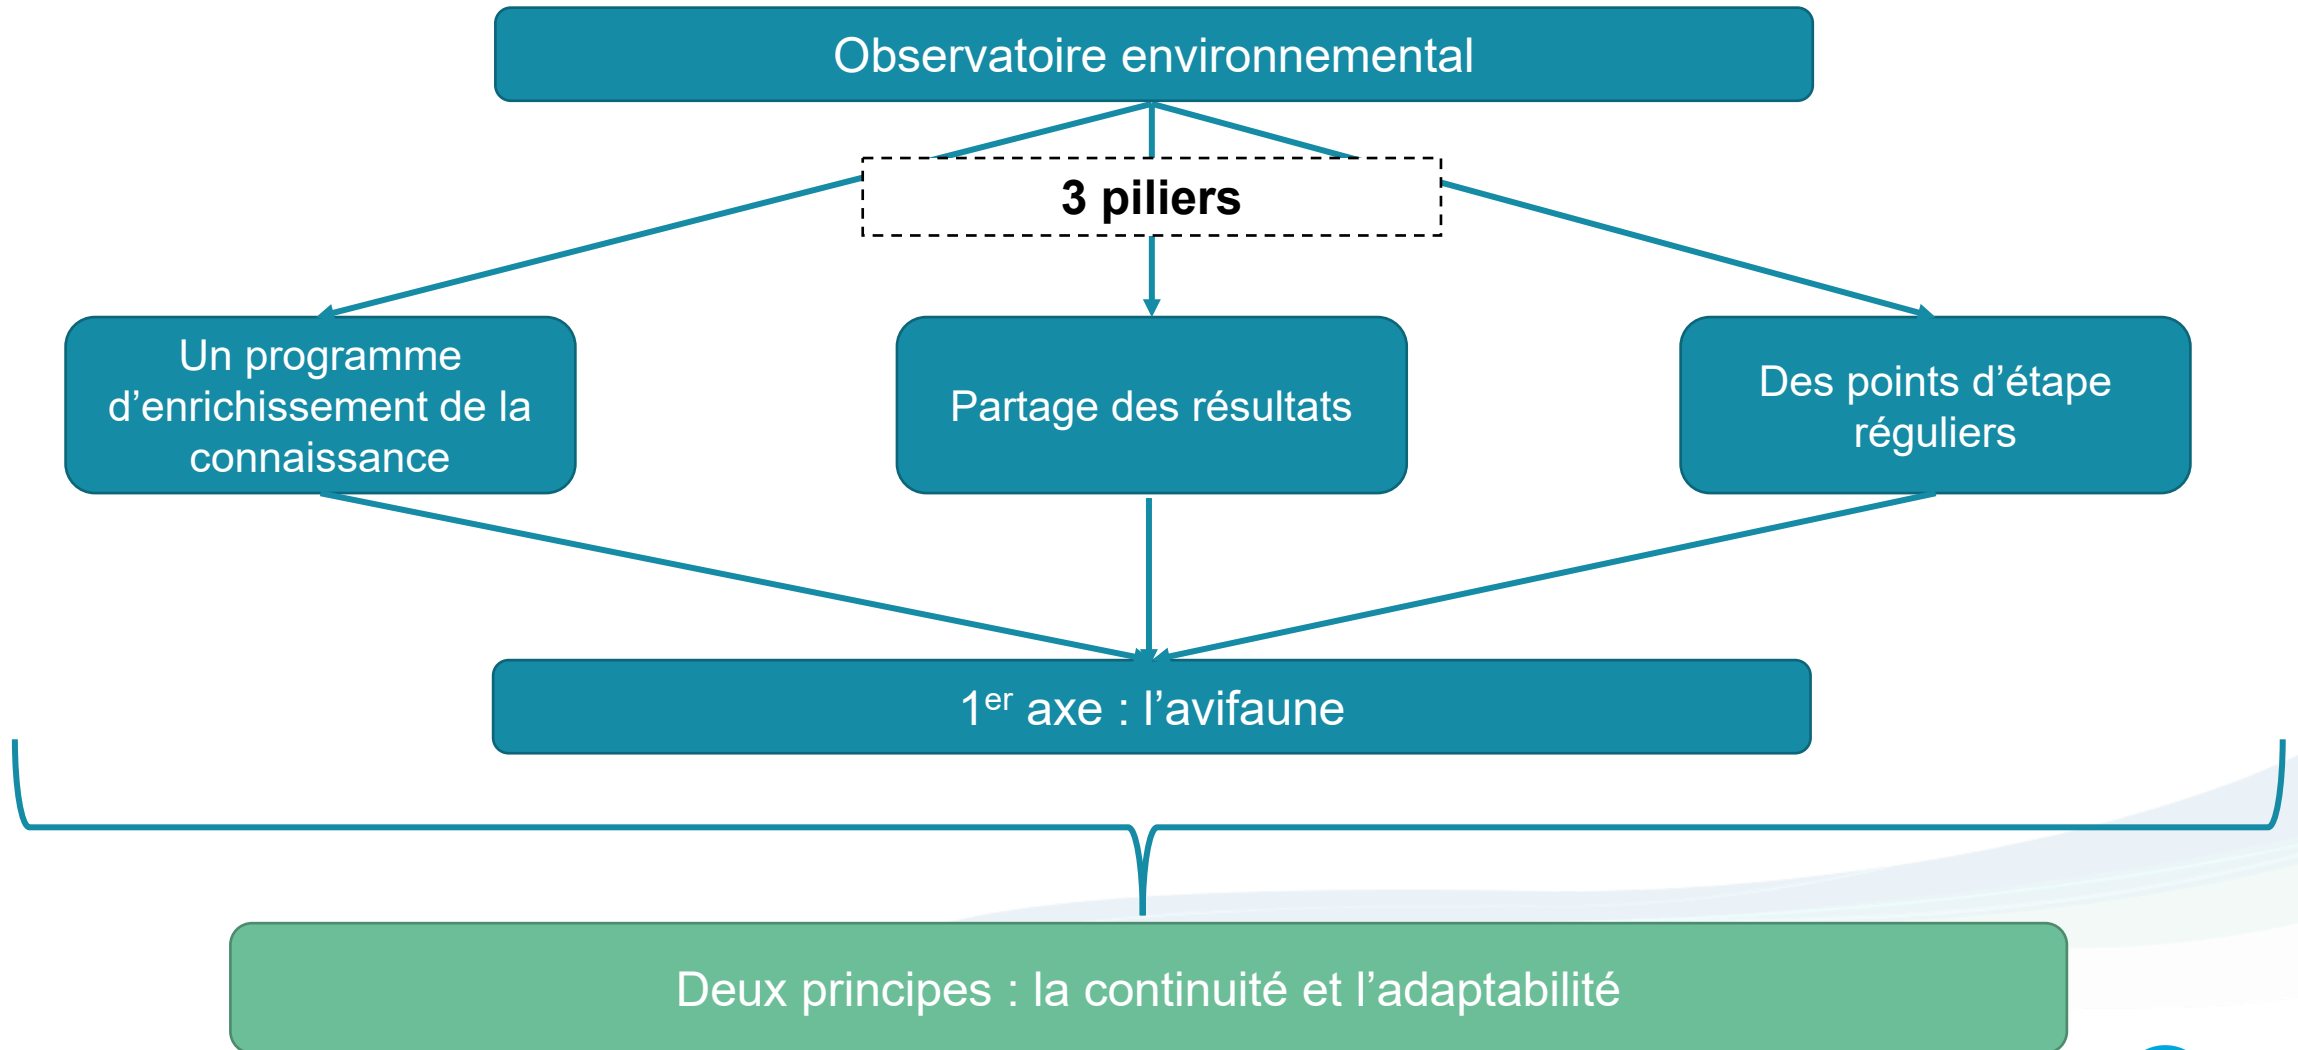 Observatoire environnemental
3 piliers
Un programme
d’enrichissement de la
connaissance
Partage des résultats
Des points d’étape
réguliers
1er axe : l’avifaune
Deux principes : la continuité et l’adaptabilité